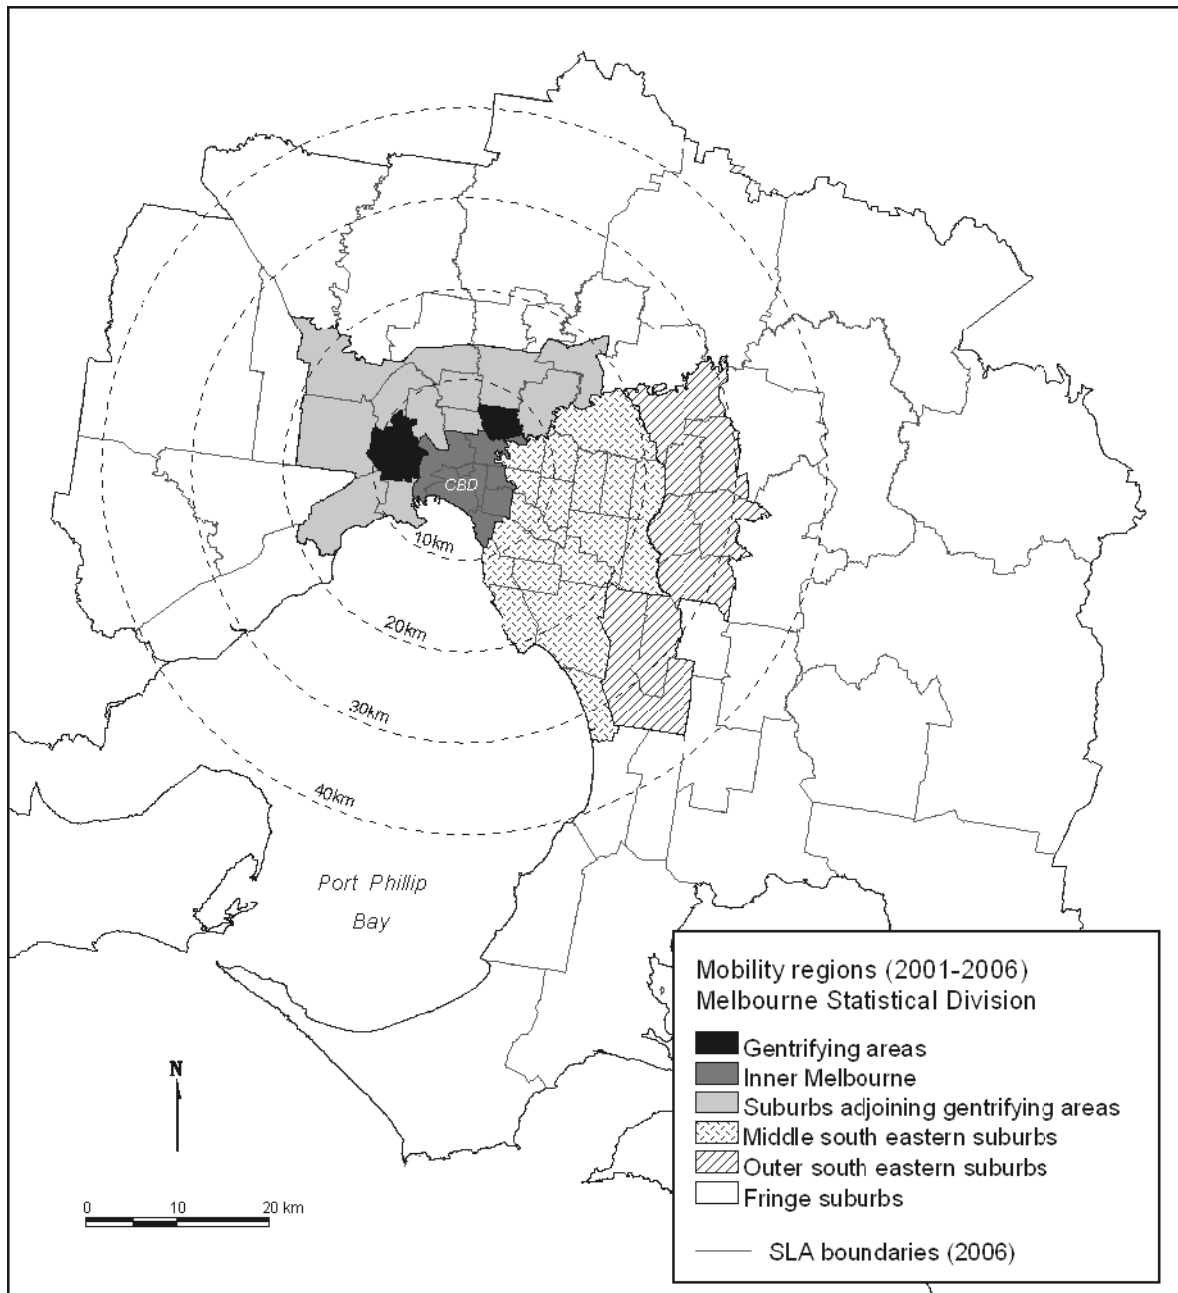 CBD
10km
20km
30km
40km
Port Phillip
Bay
N
0 10 20 km
Mobility regions (2001-2006)
Melbourne Statistical Division
Gentrifying areas
Inner Melbourne
Suburbs adjoining gentrifying areas
Middle south eastern suburbs
Outer south eastern suburbs
Fringe suburbs
SLA boundaries (2006)